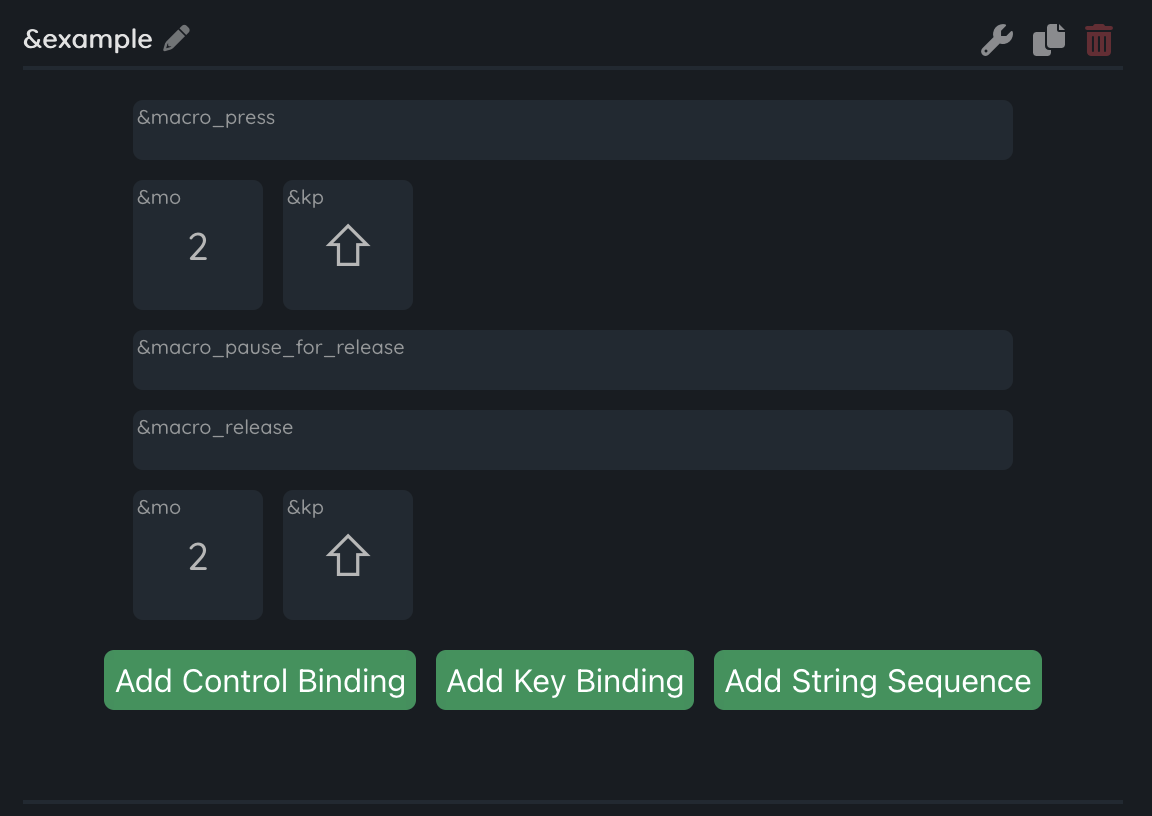 &example
&macro_press
&mo &kp
2
&macro_pause_for_release
&macro_release
&mo &kp
2
Add Control Binding Add Key Binding Add String Sequence